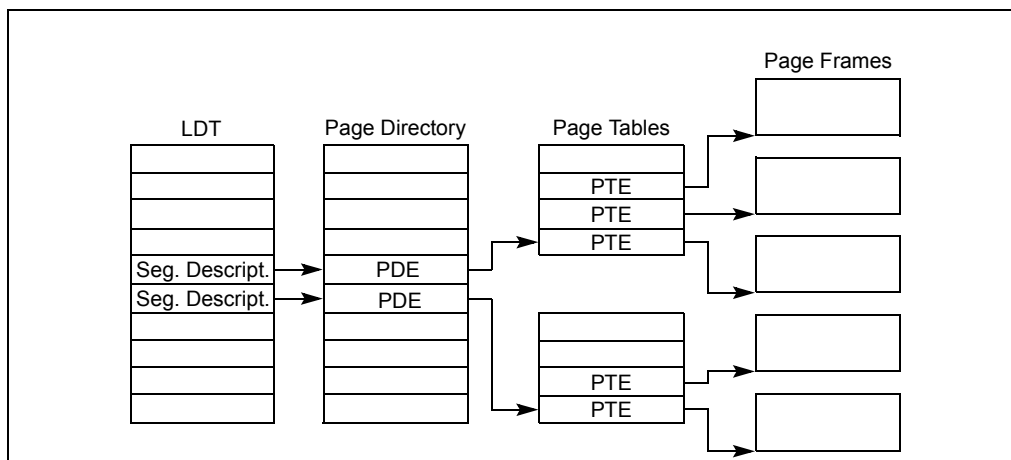 Page Frames
LDT
Page Directory
Page Tables
PTE
PTE
PTE
Seg. Descript.
PDE
Seg. Descript.
PDE
PTE
PTE